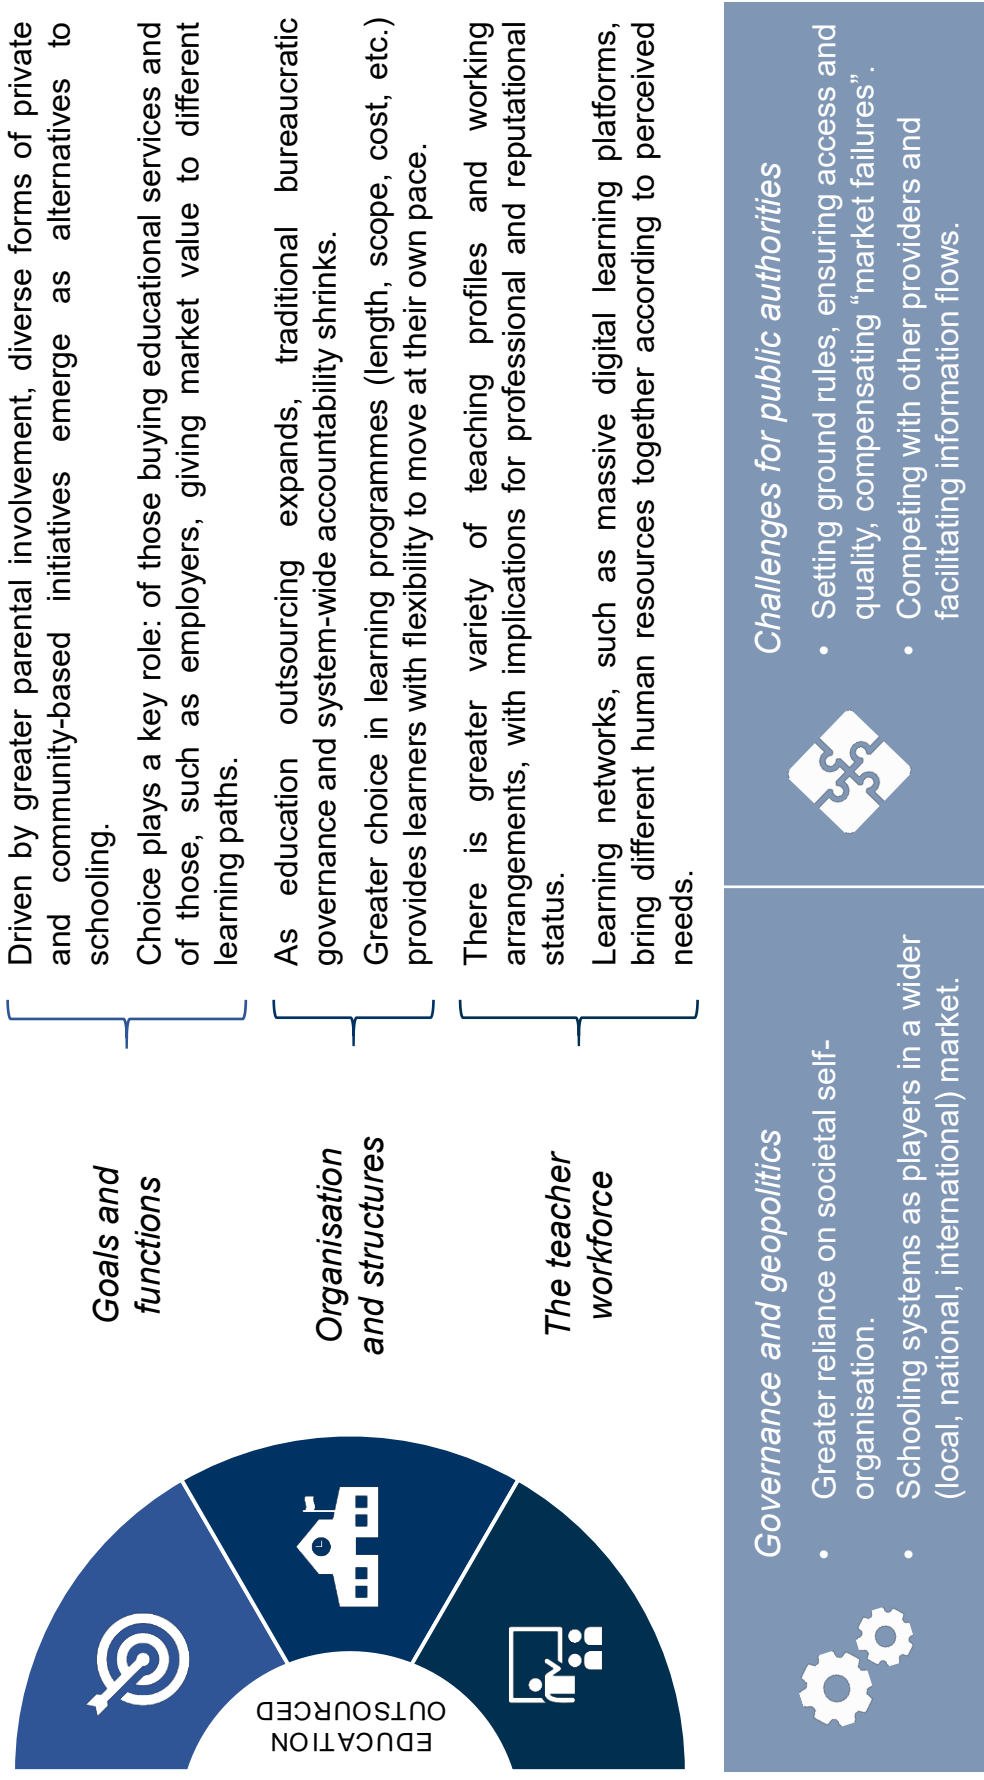 EDUCATION
OUTSOURCED
Goals and
functions
Driven by greater parental involvement, diverse forms of private
and community-based initiatives emerge as alternatives to
schooling.
Choice plays a key role: of those buying educational services and
of those, such as employers, giving market value to different
learning paths.
Organisation
and structures
As education outsourcing expands, traditional bureaucratic
governance and system-wide accountability shrinks.
Greater choice in learning programmes (length, scope, cost, etc.)
provides learners with flexibility to move at their own pace.
The teacher
workforce
There is greater variety of teaching profiles and working
arrangements, with implications for professional and reputational
status.
Learning networks, such as massive digital learning platforms,
bring different human resources together according to perceived
needs.
Governance and geopolitics
• Greater reliance on societal self-
organisation.
• Schooling systems as players in a wider
(local, national, international) market.
Challenges for public authorities
• Setting ground rules, ensuring access and
quality, compensating “market failures”.
• Competing with other providers and
facilitating information flows.